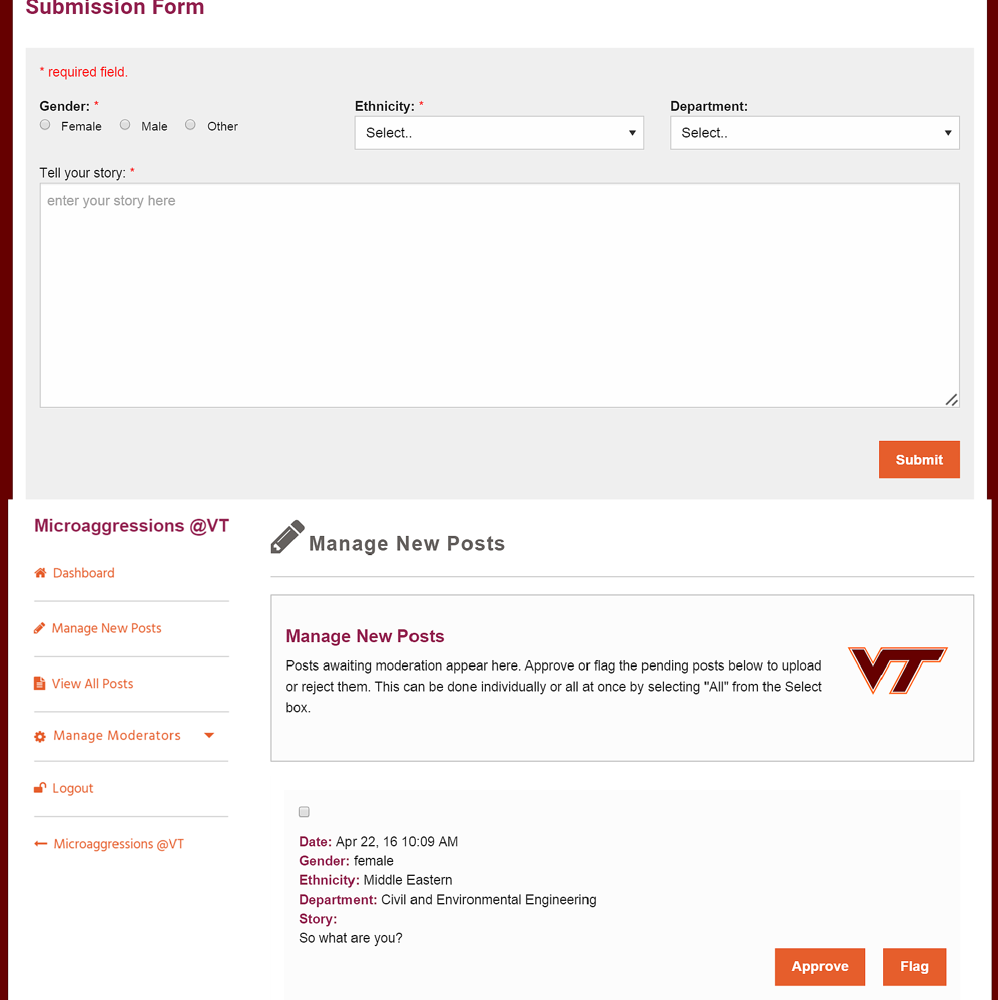 Submission Form
* required field.
Gender: *
Female Male Other
Ethnicity: *
Select..
Department:
Select..
Tell your story: *
enter your story here
Submit
Microaggressions @VT
Dashboard
Manage New Posts
View All Posts
Manage Moderators
Logout
Microaggressions @VT
Manage New Posts
Manage New Posts
Posts awaiting moderation appear here. Approve or flag the pending posts below to upload
or reject them. This can be done individually or all at once by selecting "All" from the Select
box.
VT
Date: Apr 22, 16 10:09 AM
Gender: female
Ethnicity: Middle Eastern
Department: Civil and Environmental Engineering
Story:
So what are you?
Approve Flag